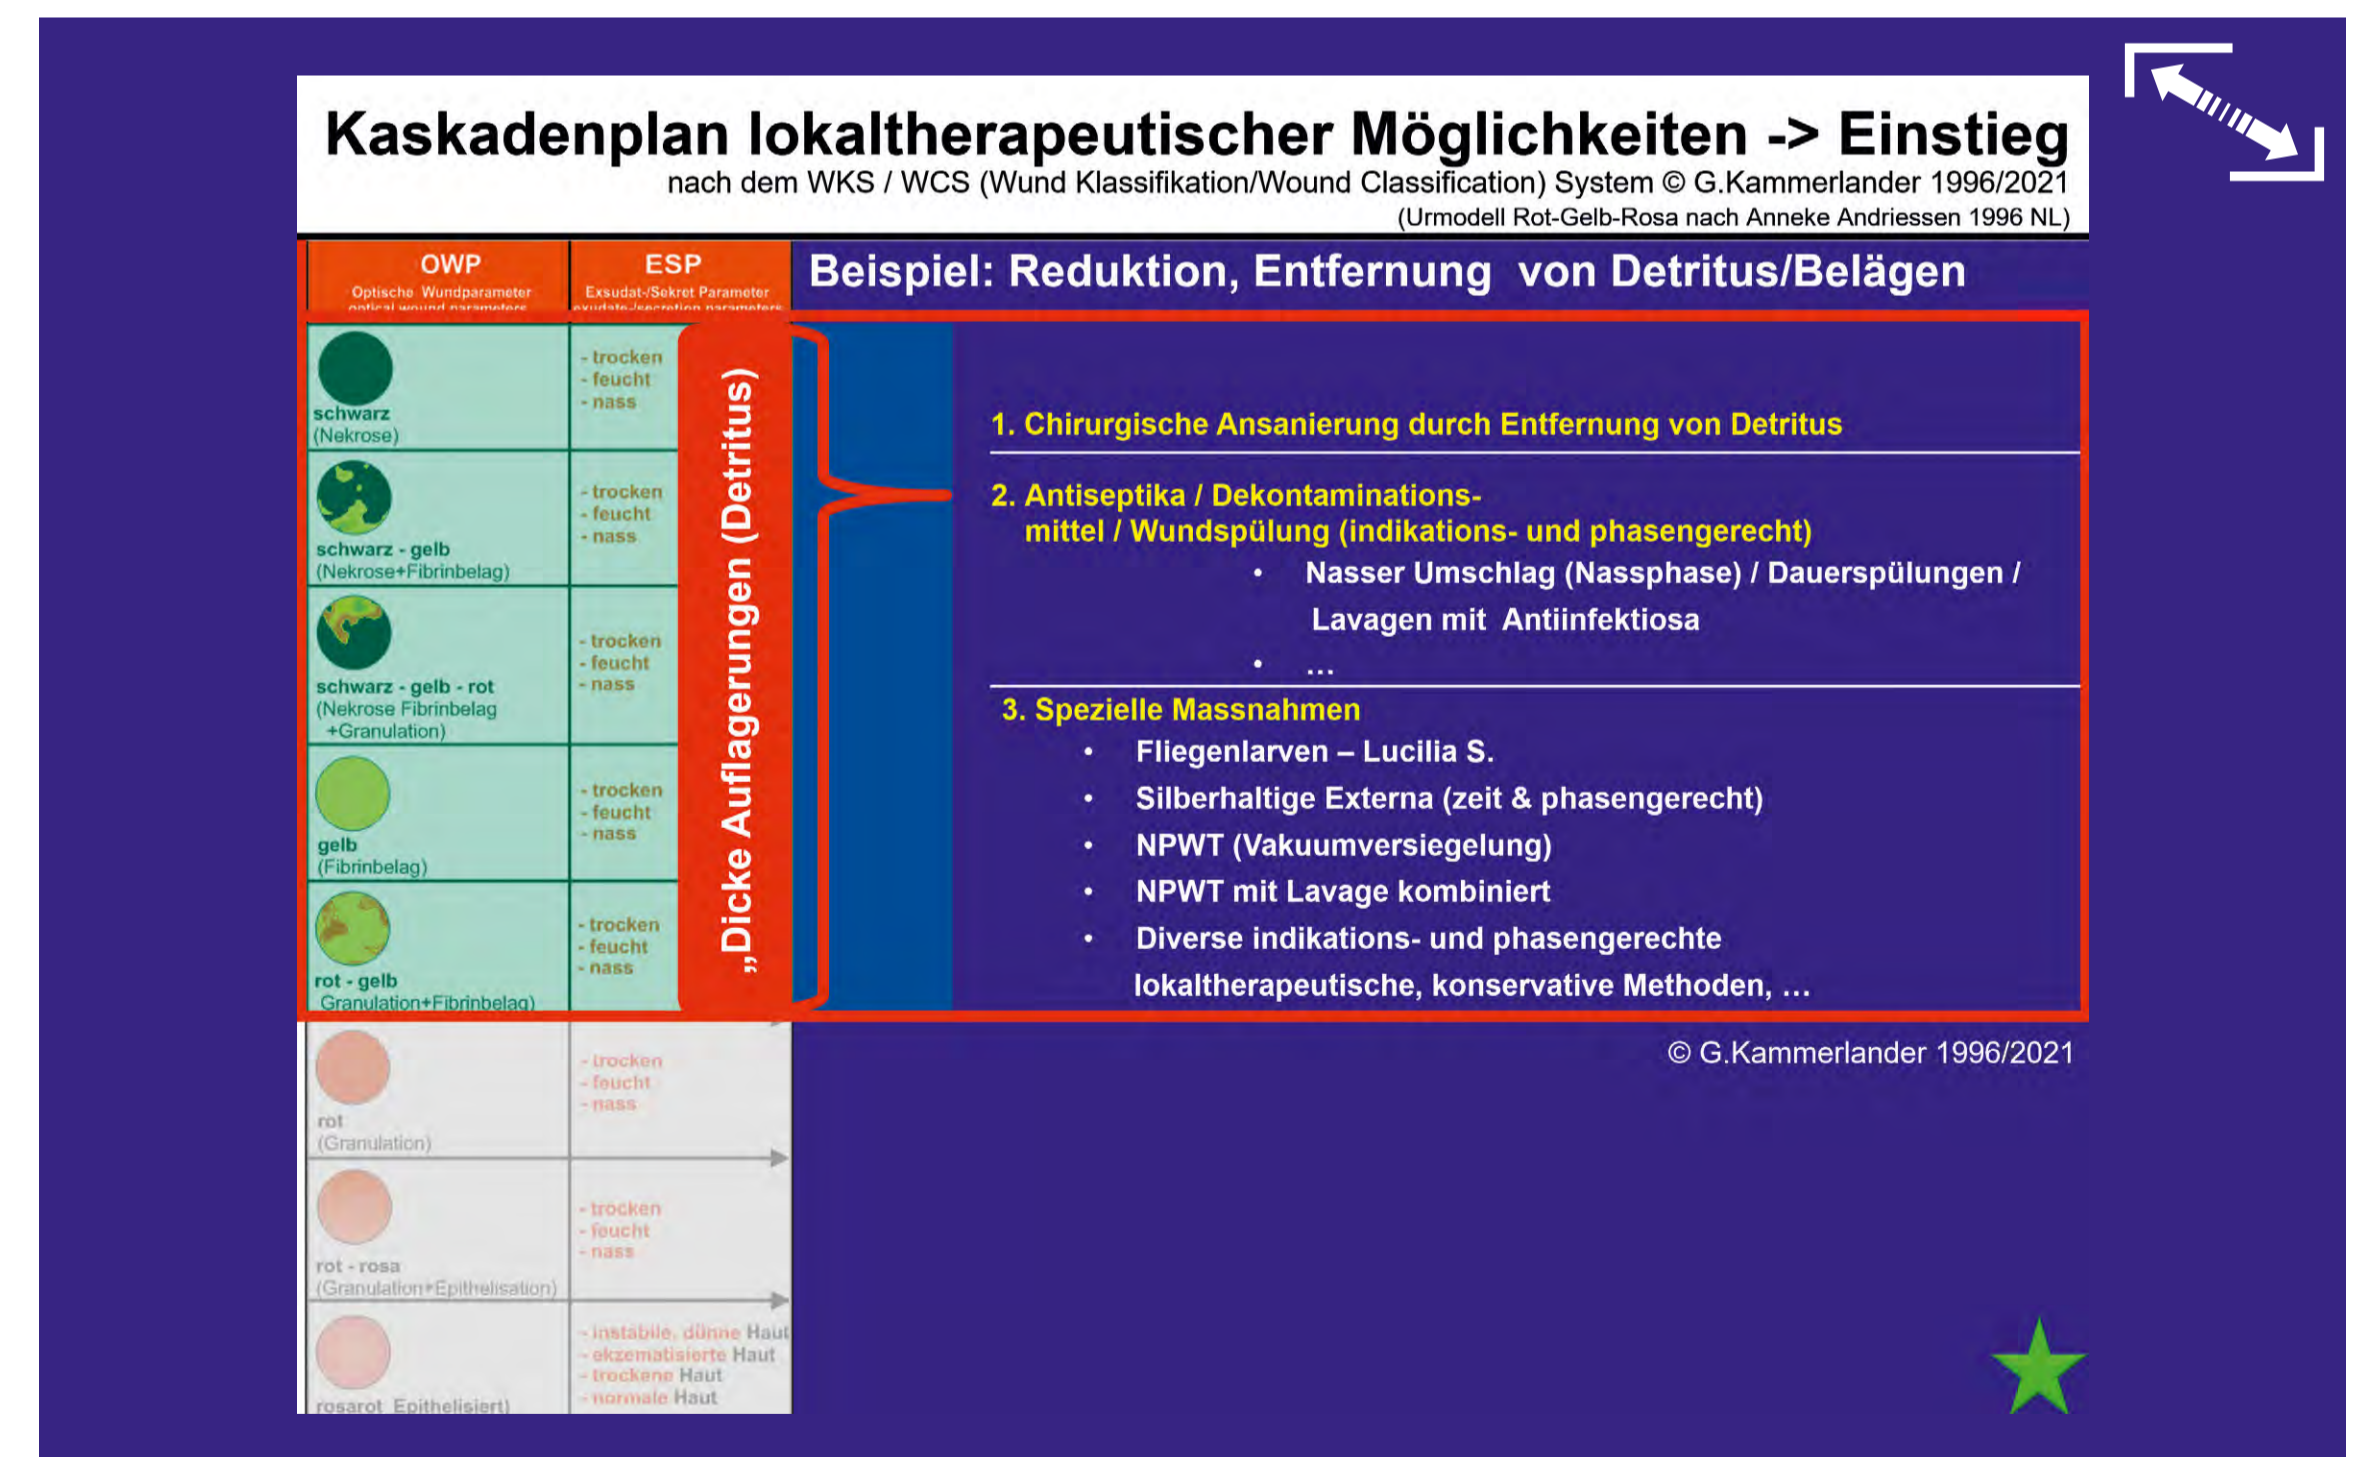 Kaskadenplan lokaltherapeutischer Möglichkeiten -> Einstieg
nach dem WKS / WCS (Wund Klassifikation/Wound Classification) System © G.Kammerlander 1996/2021
(Urmodell Rot-Gelb-Rosa nach Anneke Andriessen 1996 NL)
OWP
Optische Wundparameter
optical wound parameters
ESP
Exsudat-/Sekret Parameter
exudate-/secretion parameters
Beispiel: Reduktion, Entfernung von Detritus/Belägen
schwarz
(Nekrose)
- trocken
- feucht
- nass
schwarz - gelb
(Nekrose+Fibrinbelag)
- trocken
- feucht
- nass
schwarz - gelb - rot
(Nekrose Fibrinbelag
+Granulation)
- trocken
- feucht
- nass
gelb
(Fibrinbelag)
- trocken
- feucht
- nass
rot - gelb
Granulation+Fibrinbelag)
- trocken
- feucht
- nass
„Dicke Auflagerungen (Detritus)
1. Chirurgische Ansanierung durch Entfernung von Detritus
2. Antiseptika / Dekontaminations-
mittel / Wundspülung (indikations- und phasengerecht)
• Nasser Umschlag (Nassphase) / Dauerspülungen /
Lavagen mit Antiinfektiosa
• ...
3. Spezielle Massnahmen
• Fliegenlarven – Lucilia S.
• Silberhaltige Externa (zeit & phasengerecht)
• NPWT (Vakuumversiegelung)
• NPWT mit Lavage kombiniert
• Diverse indikations- und phasengerechte
lokaltherapeutische, konservative Methoden, ...
© G.Kammerlander 1996/2021
rot
(Granulation)
- trocken
- feucht
- nass
rot - rosa
(Granulation+Epithelisation)
- trocken
- feucht
- nass
rosarot Epithelisiert)
- instabile, dünne Haut
- ekzematisierte Haut
- trockene Haut
- normale Haut